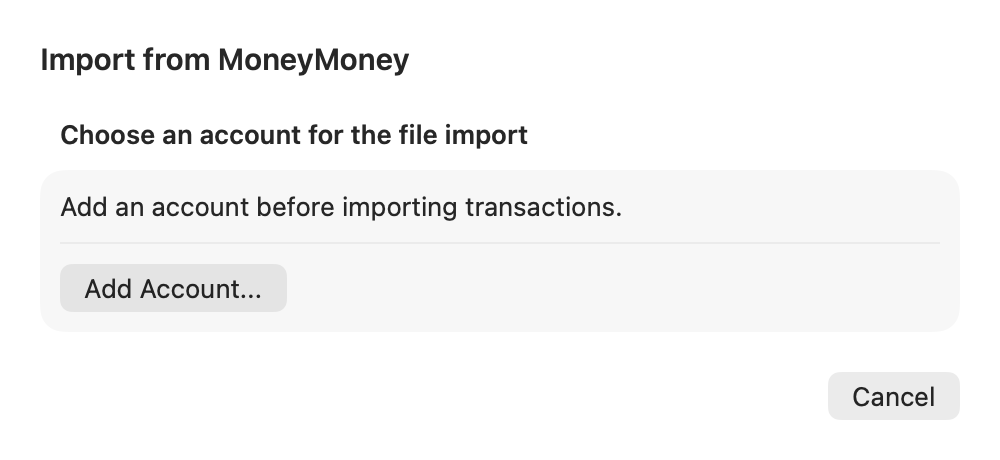 Import from MoneyMoney
Choose an account for the file import
Add an account before importing transactions.
Add Account...
Cancel